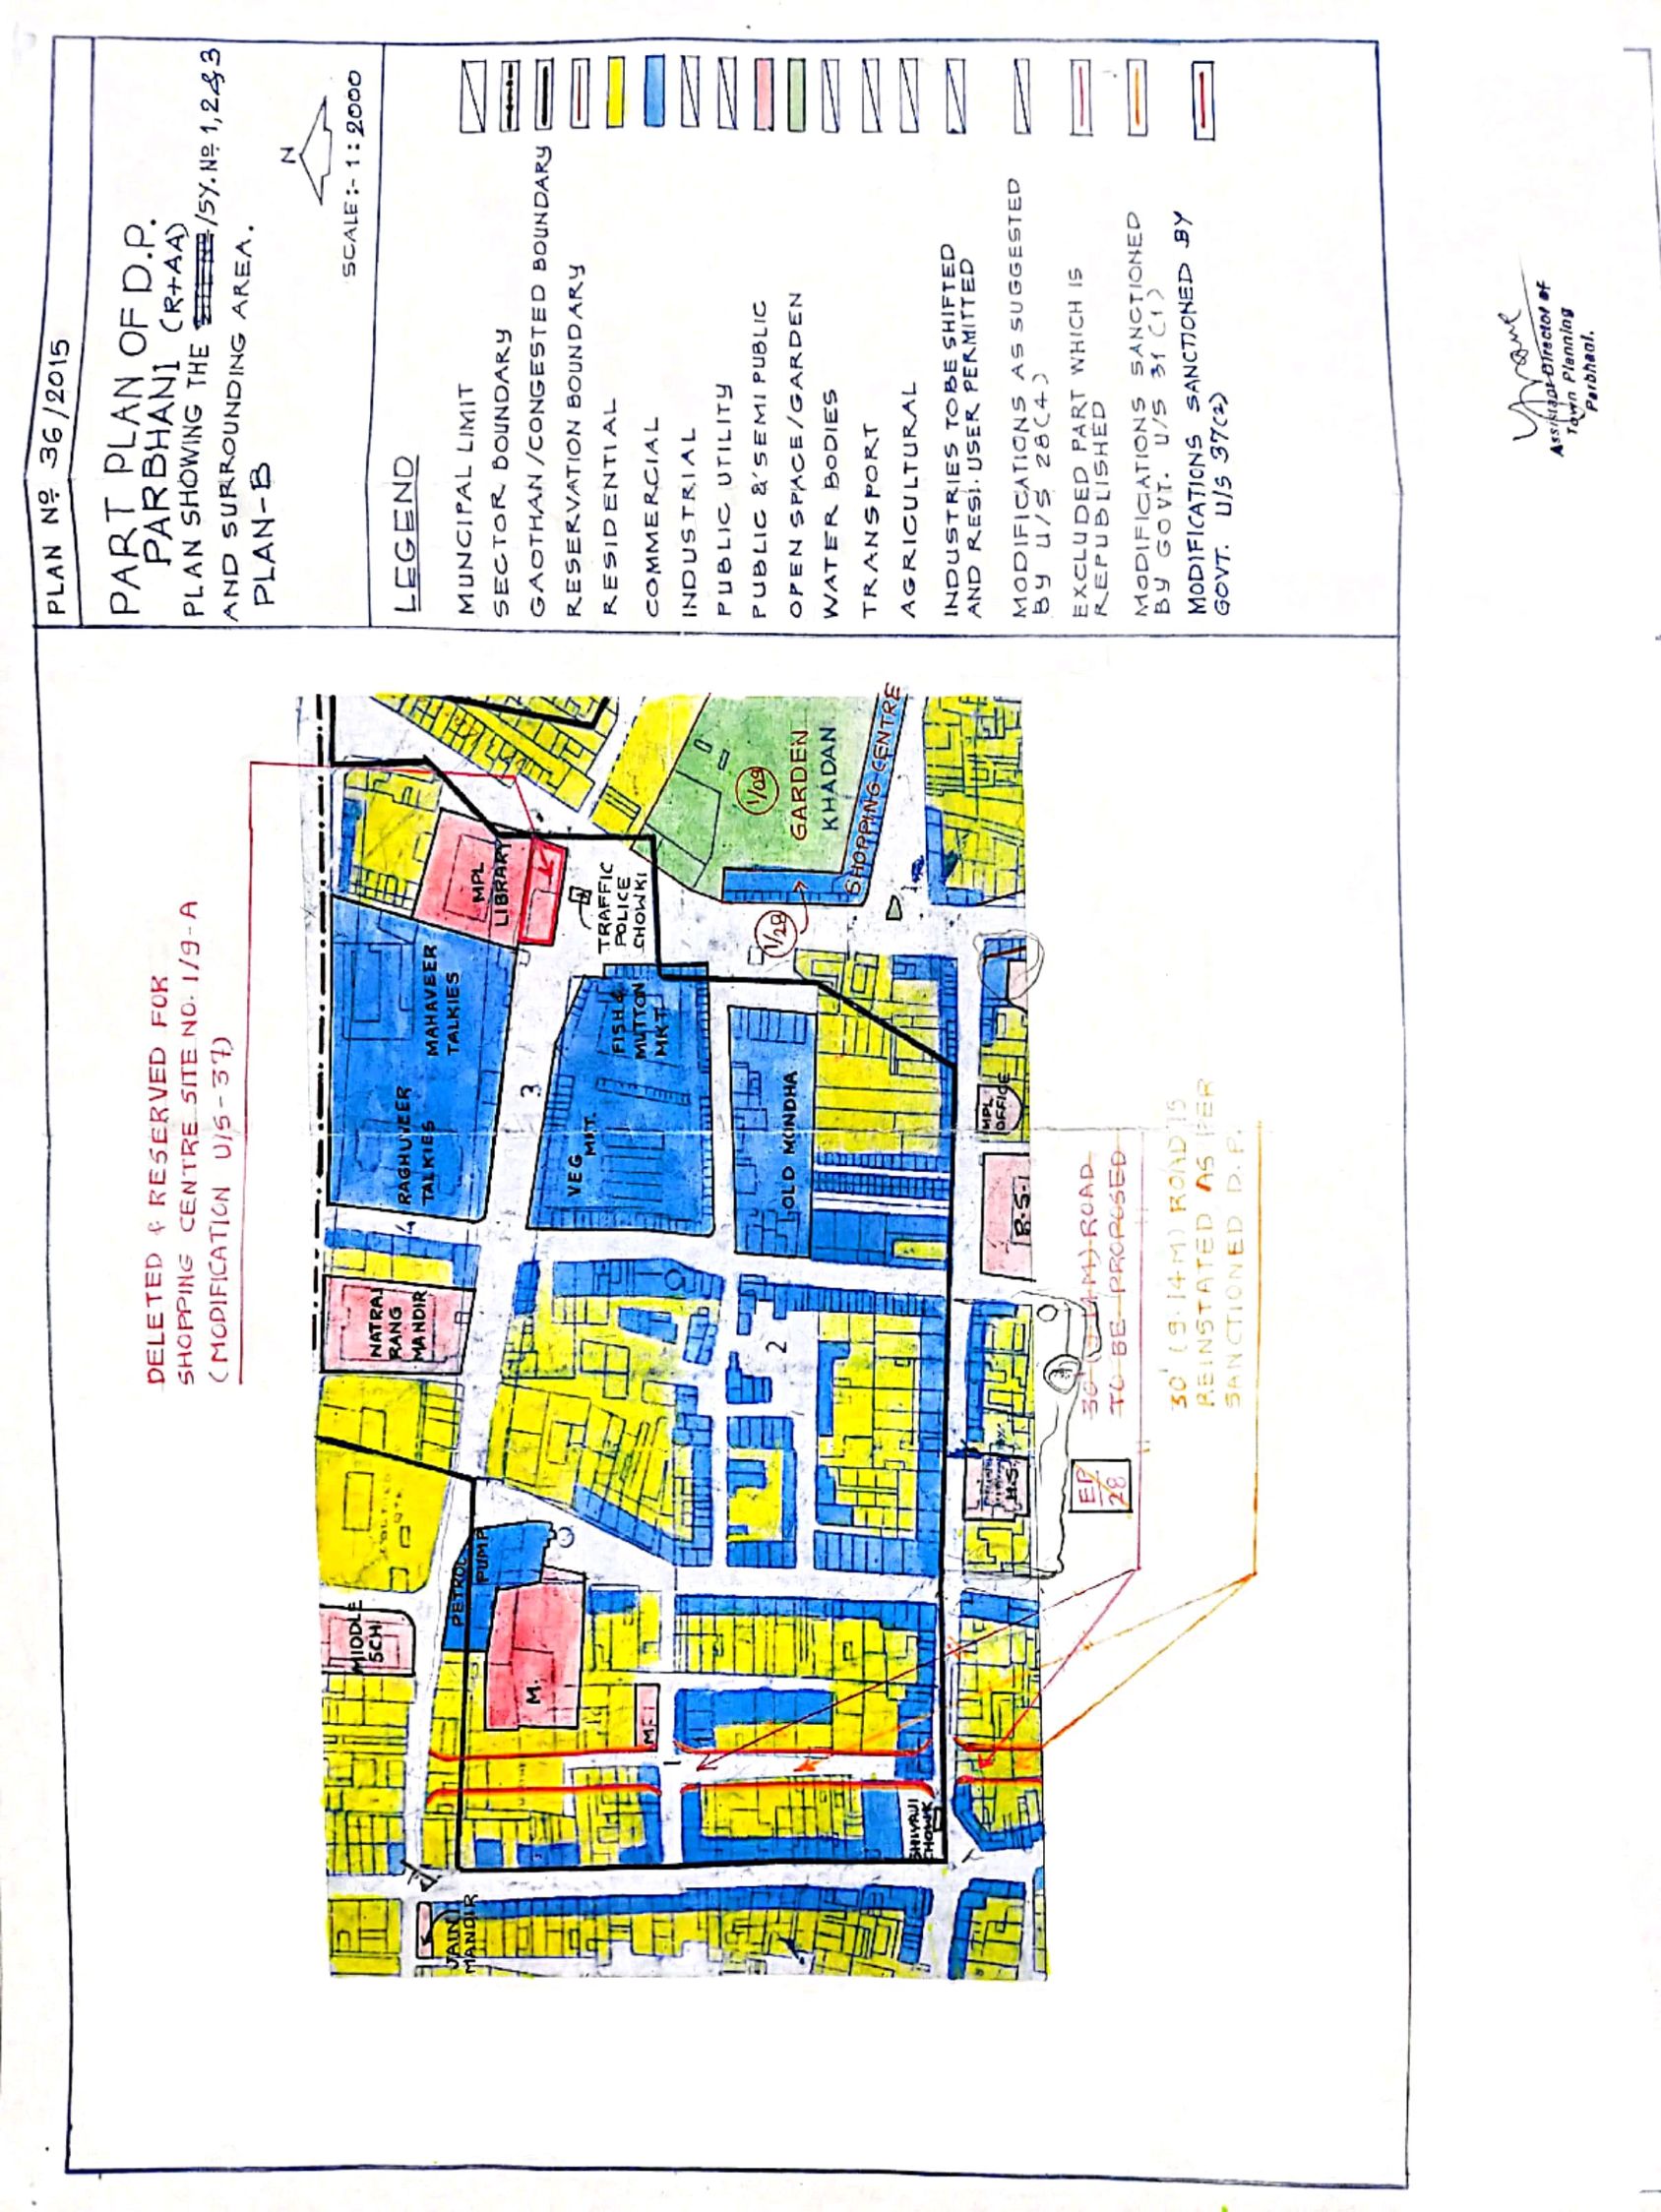 PLAN Nº 36/2015
PART PLAN OF D.P.
PARBHANI (R+AA)
PLAN SHOWING THE /SY. Nº 1,2&3
AND SURROUNDING AREA.
PLAN-B
N
SCALE:- 1:2000
DELETED & RESERVED FOR
SHOPPING CENTRE SITE NO. 1/9-A
(MODIFICATION U/S-37)
MIDDLE
SCH
NATRAJ
RANG
MANDIR
RAGHUVEER
TALKIES
MAHAVEER
TALKIES
MPL
LIBRARY
JAIN
MANDIR
PETROL
PUMP
M.
3
VEG
MKT.
FISH &
MUTTON
MKT
TRAFFIC
POLICE
CHOWKI
1
2
OLD MONDHA
1/28
1/09
GARDEN
KHADAN
SHOPPING CENTRE
SHIVAJI
CHOWK
H.S.
P.S.
MPL
OFFICE
EP
28
30' (9.14M) ROAD
TO BE PROPOSED
30' (9.14M) ROAD IS
REINSTATED AS PER
SANCTIONED D.P.
LEGEND
MUNCIPAL LIMIT
SECTOR BOUNDARY
GAOTHAN/CONGESTED BOUNDARY
RESERVATION BOUNDARY
RESIDENTIAL
COMMERCIAL
INDUSTRIAL
PUBLIC UTILITY
PUBLIC & SEMI PUBLIC
OPEN SPACE/GARDEN
WATER BODIES
TRANSPORT
AGRICULTURAL
INDUSTRIES TOBE SHIFTED
AND RESI. USER PERMITTED
MODIFICATIONS AS SUGGESTED
BY U/S 28(4)
EXCLUDED PART WHICH IS
REPUBLISHED
MODIFICATIONS SANCTIONED
BY GOVT. U/S 31(1)
MODIFICATIONS SANCTIONED BY
GOVT. U/S 37(2)
Assistant Director of
Town Planning
Parbhani.